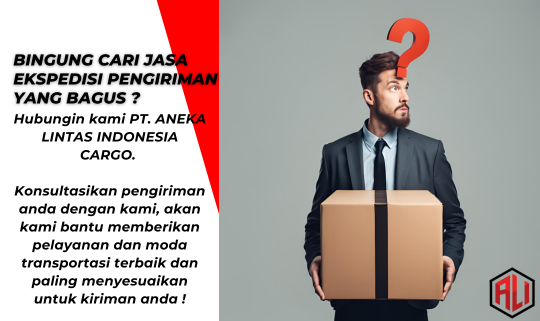 BINGUNG CARI JASA
EKSPEDISI PENGIRIMAN
YANG BAGUS ?
Hubungin kami PT. ANEKA
LINTAS INDONESIA
CARGO.
Konsultasikan pengiriman
anda dengan kami, akan
kami bantu memberikan
pelayanan dan moda
transportasi terbaik dan
paling menyesuaikan
untuk kiriman anda !
?
ALI